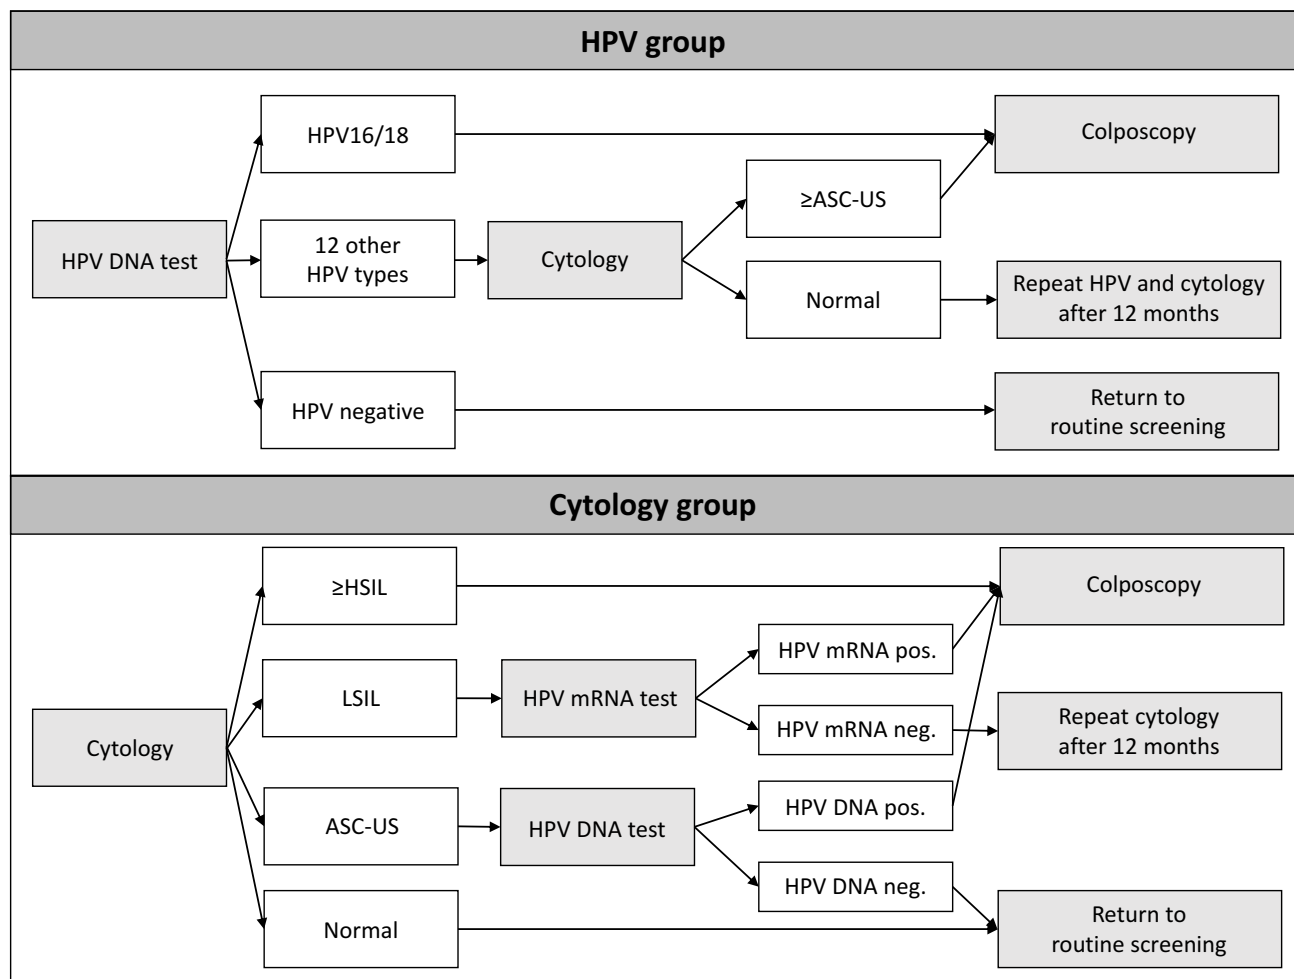 HPV group
HPV DNA test
HPV16/18
12 other
HPV types
HPV negative
Cytology
≥ASC-US
Normal
Colposcopy
Repeat HPV and cytology
after 12 months
Return to
routine screening
Cytology group
Cytology
≥HSIL
LSIL
ASC-US
Normal
HPV mRNA test
HPV DNA test
HPV mRNA pos.
HPV mRNA neg.
HPV DNA pos.
HPV DNA neg.
Colposcopy
Repeat cytology
after 12 months
Return to
routine screening